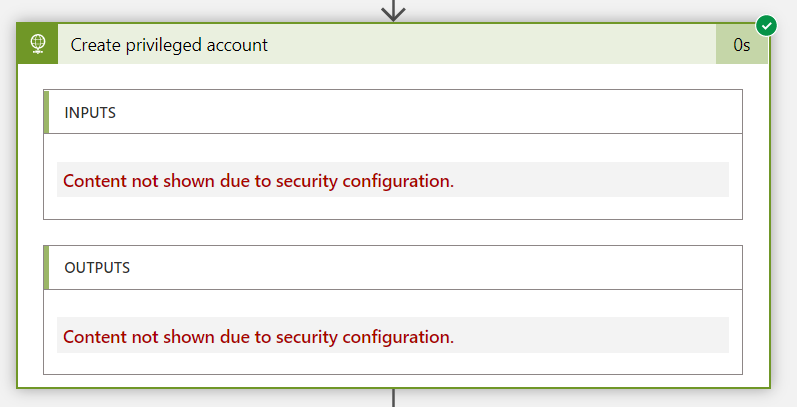 Create privileged account
0s
INPUTS
Content not shown due to security configuration.
OUTPUTS
Content not shown due to security configuration.